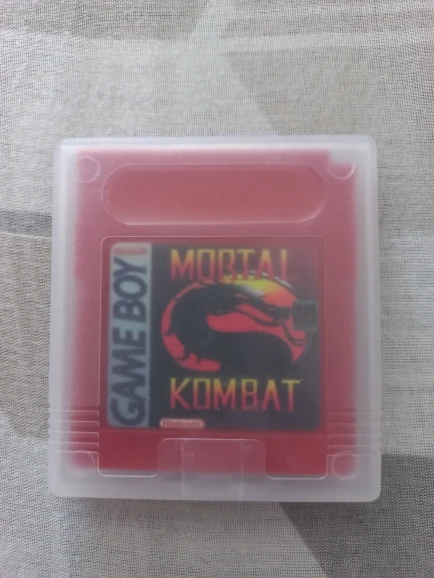 GAME BOY
MORTAL
KOMBAT
Nintendo